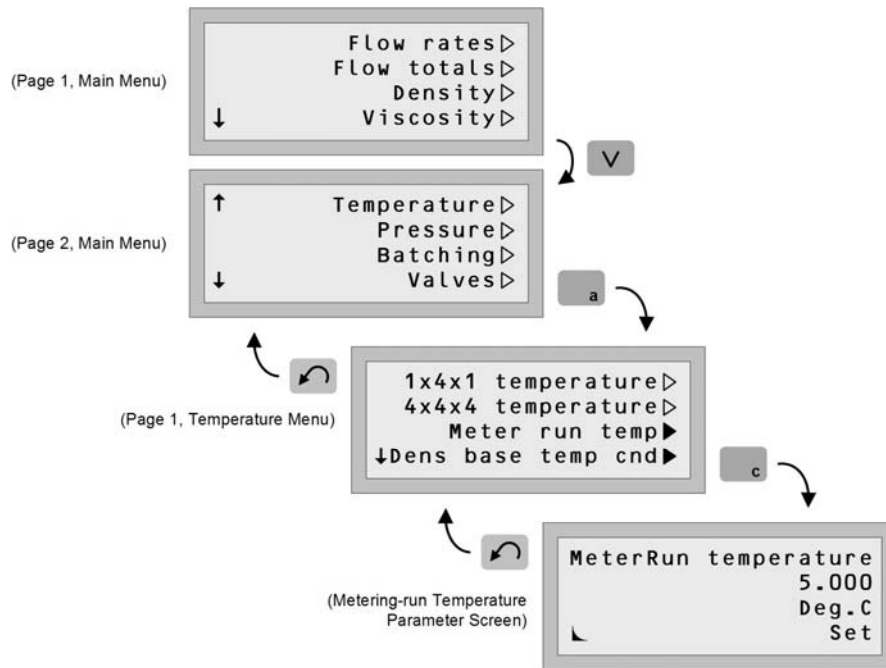 (Page 1, Main Menu)
Flow rates▷
Flow totals▷
Density▷
↓ Viscosity▷
V
(Page 2, Main Menu)
↑ Temperature▷
Pressure▷
Batching▷
↓ Valves▷
a
(Page 1, Temperature Menu)
1x4x1 temperature▷
4x4x4 temperature▷
Meter run temp▶
↓Dens base temp cnd▶
c
(Metering-run Temperature
Parameter Screen)
MeterRun temperature
5.000
Deg.C
Set